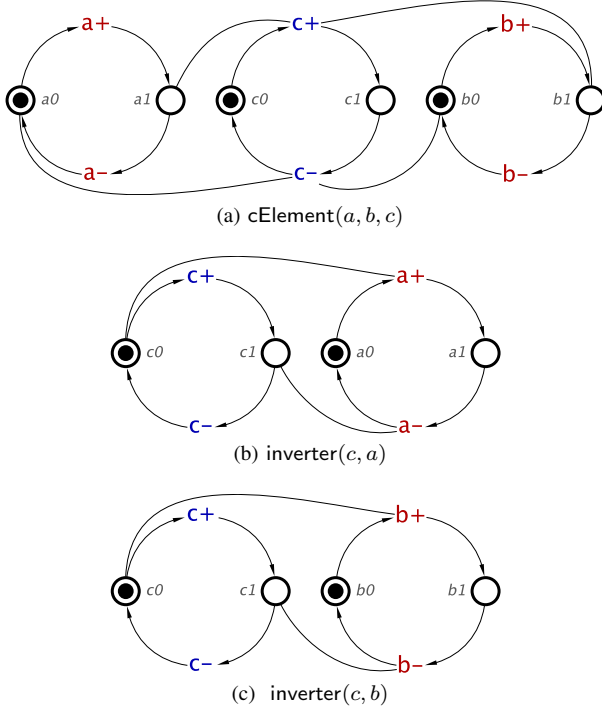 a+ c+ b+
a0 a1 c0 c1 b0 b1
a– c– b–
(a) cElement(a, b, c)
c+ a+
c0 c1 a0 a1
c– a–
(b) inverter(c, a)
c+ b+
c0 c1 b0 b1
c– b–
(c) inverter(c, b)